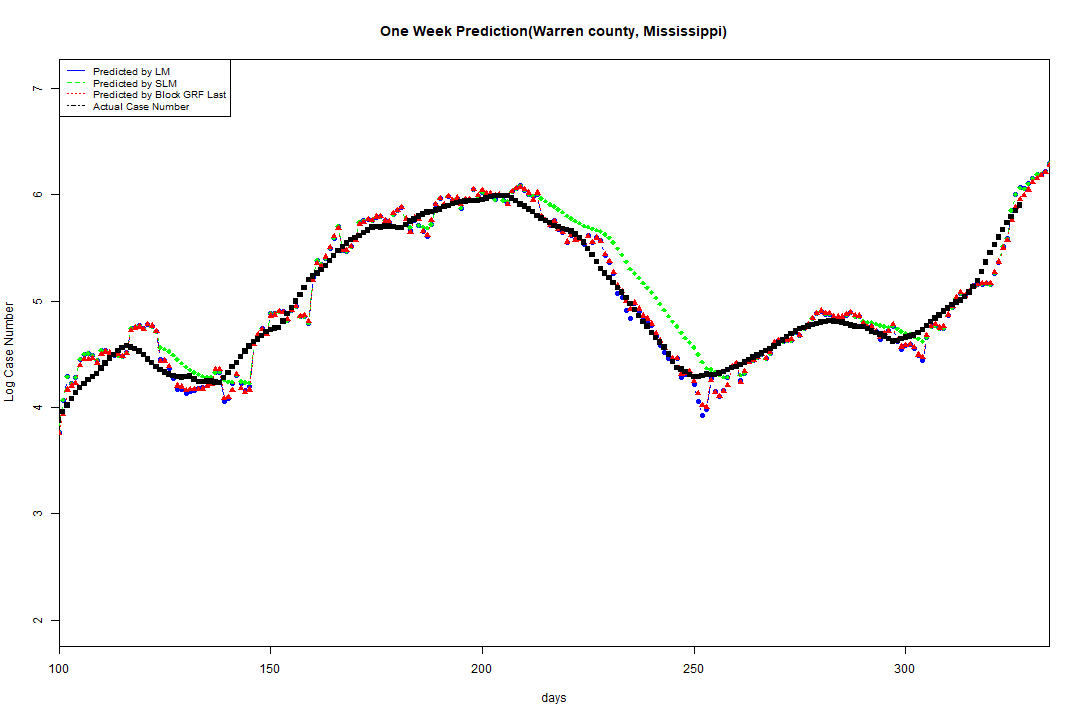 One Week Prediction(Warren county, Mississippi)
Predicted by LM
Predicted by SLM
Predicted by Block GRF Last
Actual Case Number
7
6
5
4
3
2
Log Case Number
100
150
200
250
300
days